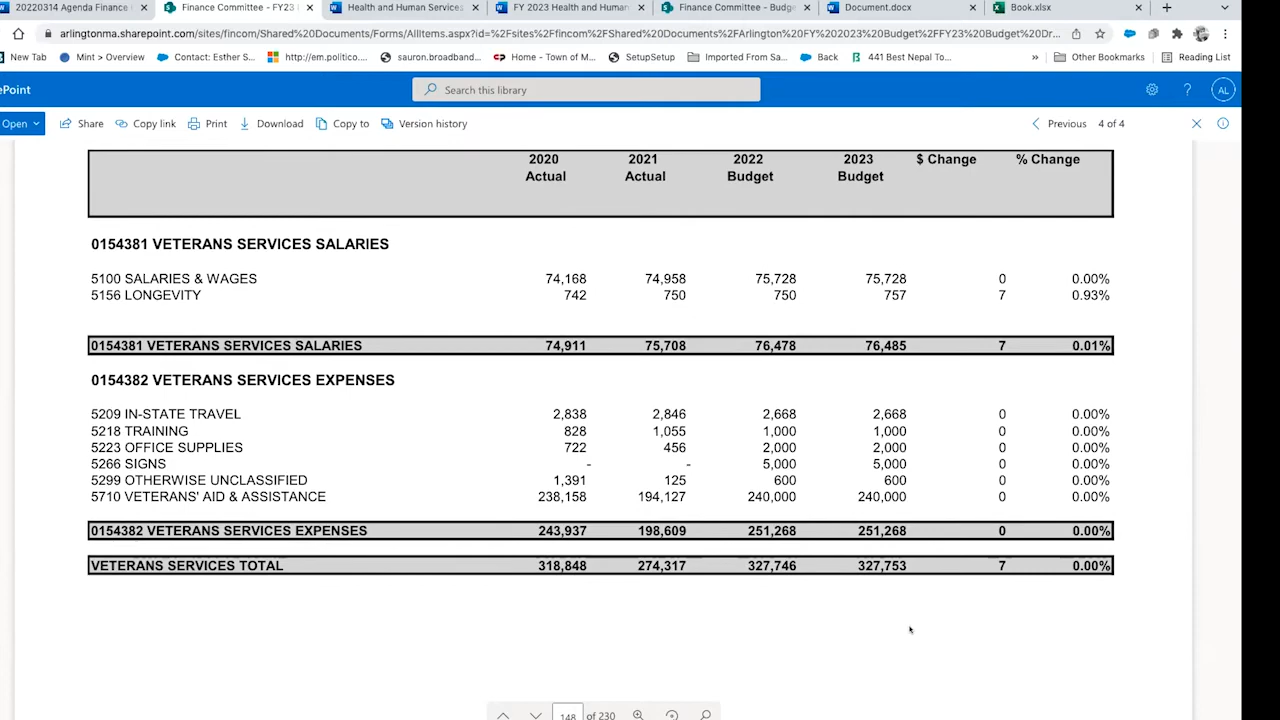 20220314 Agenda Finance
Finance Committee - FY23
Health and Human Services
FY 2023 Health and Human
Finance Committee - Budge
Document.docx
Book.xlsx
arlingtonma.sharepoint.com/sites/fincom/Shared%20Documents/Forms/AllItems.aspx?id=%2Fsites%2Ffincom%2FShared%20Documents%2FArlington%20FY%202023%20Budget%2FFY23%20Budget%20Dr...
New Tab
Mint > Overview
Contact: Esther S...
http://em.politico....
sauron.broadband...
Home - Town of M...
SetupSetup
Imported From Sa...
Back
441 Best Nepal To...
»
Other Bookmarks
Reading List
ePoint
Search this library
?
AL
Open
Share
Copy link
Print
Download
Copy to
Version history
Previous
4 of 4
2020 2021 2022 2023 $ Change % Change
Actual Actual Budget Budget
0154381 VETERANS SERVICES SALARIES
5100 SALARIES & WAGES 74,168 74,958 75,728 75,728 0 0.00%
5156 LONGEVITY 742 750 750 757 7 0.93%
0154381 VETERANS SERVICES SALARIES 74,911 75,708 76,478 76,485 7 0.01%
0154382 VETERANS SERVICES EXPENSES
5209 IN-STATE TRAVEL 2,838 2,846 2,668 2,668 0 0.00%
5218 TRAINING 828 1,055 1,000 1,000 0 0.00%
5223 OFFICE SUPPLIES 722 456 2,000 2,000 0 0.00%
5266 SIGNS - - 5,000 5,000 0 0.00%
5299 OTHERWISE UNCLASSIFIED 1,391 125 600 600 0 0.00%
5710 VETERANS' AID & ASSISTANCE 238,158 194,127 240,000 240,000 0 0.00%
0154382 VETERANS SERVICES EXPENSES 243,937 198,609 251,268 251,268 0 0.00%
VETERANS SERVICES TOTAL 318,848 274,317 327,746 327,753 7 0.00%
148 of 230